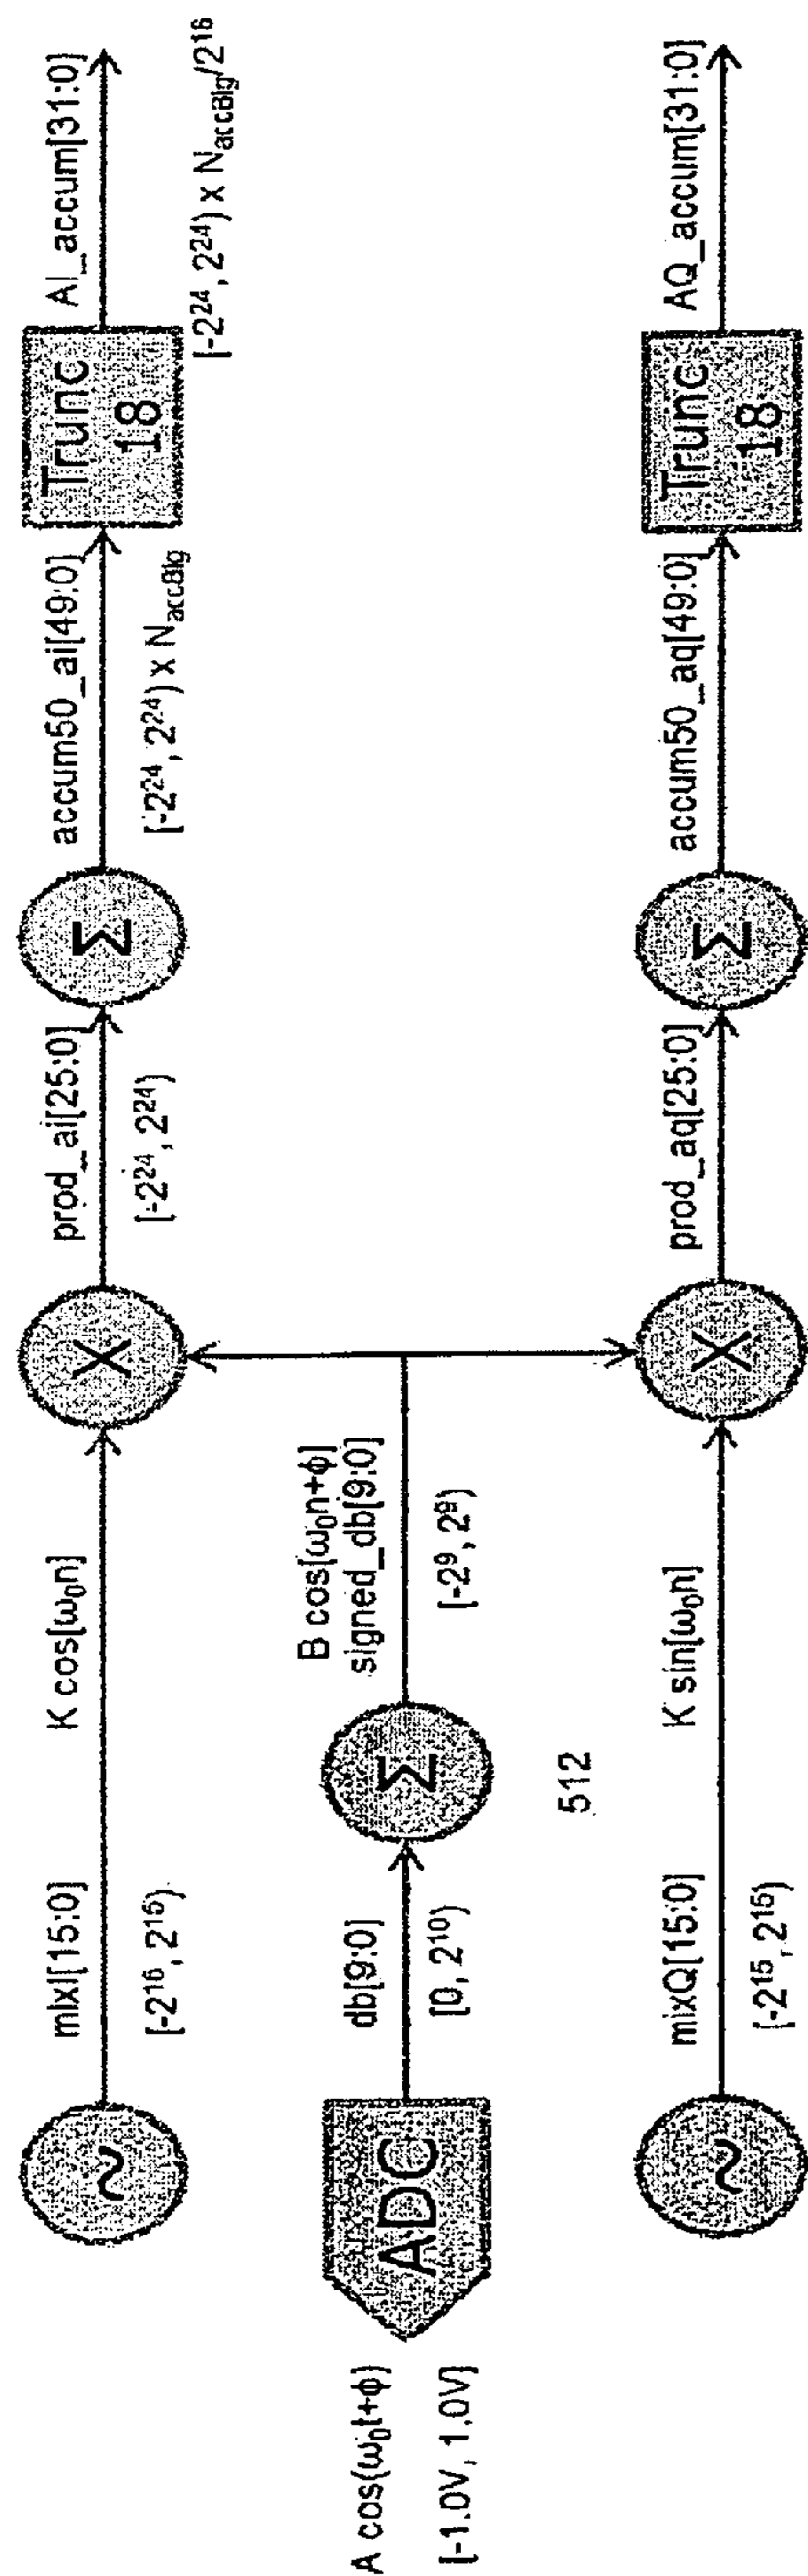 ~
mixI[15:0]
[-2¹⁵, 2¹⁵)
K cos[ω₀n]
X
prod_ai[25:0]
[-2²⁴, 2²⁴)
Σ
accum50_ai[49:0]
[-2²⁴, 2²⁴) x N_accBig
Trunc
18
AI_accum[31:0]
[-2²⁴, 2²⁴) x N_accBig/2¹⁸
A cos(ω₀t+ϕ)
[-1.0V, 1.0V]
ADC
db[9:0]
[0, 2¹⁰)
Σ
512
B cos[ω₀n+ϕ]
signed_db[9:0]
[-2⁹, 2⁹)
~
mixQ[15:0]
[-2¹⁵, 2¹⁵)
K sin[ω₀n]
X
prod_aq[25:0]
Σ
accum50_aq[49:0]
Trunc
18
AQ_accum[31:0]